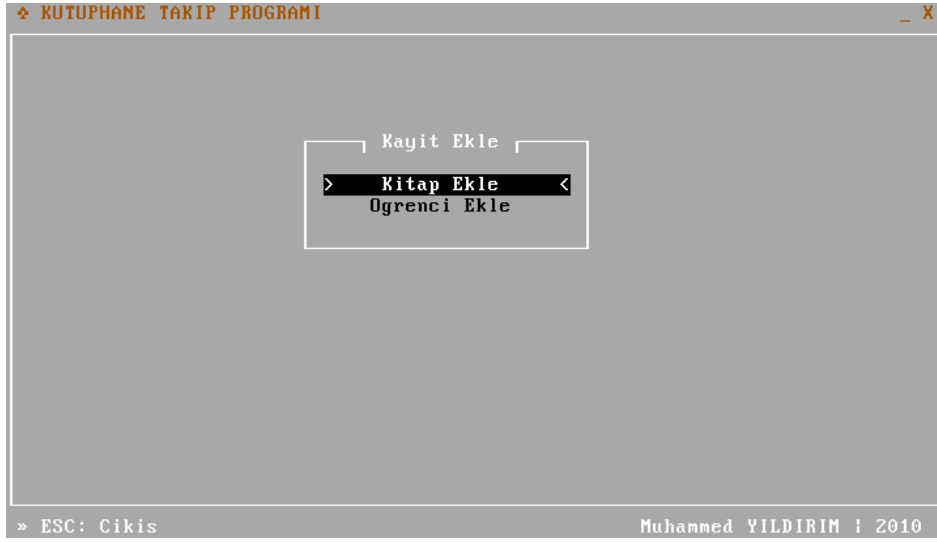 ♣ KUTUPHANE TAKIP PROGRAMI _ X
Kayit Ekle
> Kitap Ekle <
Ogrenci Ekle
» ESC: Cikis Muhammed YILDIRIM ¦ 2010